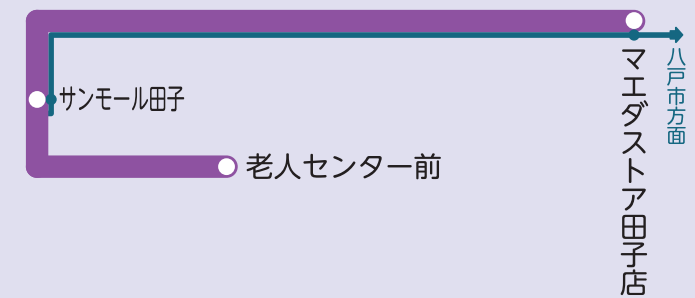 サンモール田子
老人センター前
マエダストア田子店
八戸市方面